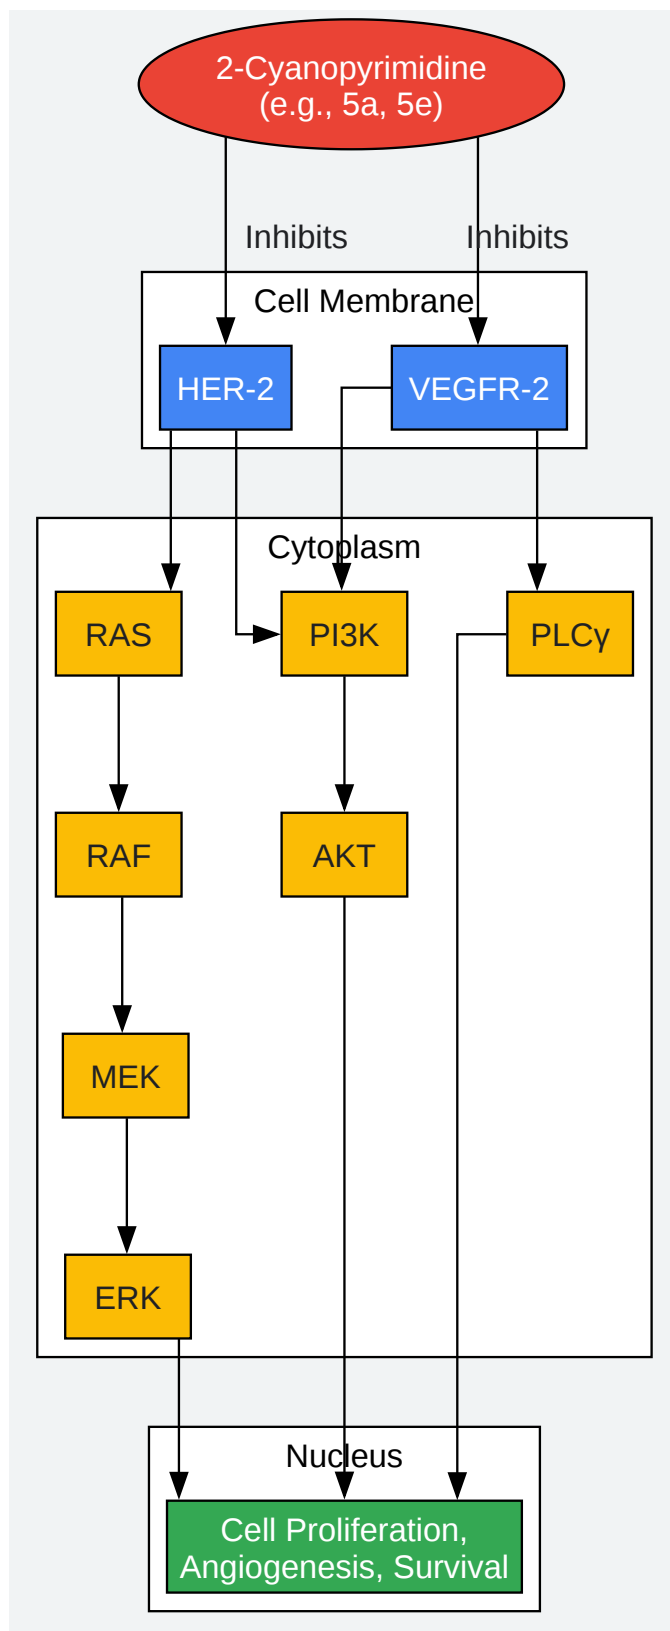 2-Cyanopyrimidine
(e.g., 5a, 5e)
Inhibits
Inhibits
Cell Membrane
HER-2
VEGFR-2
Cytoplasm
RAS
PI3K
PLCγ
RAF
AKT
MEK
ERK
Nucleus
Cell Proliferation,
Angiogenesis, Survival